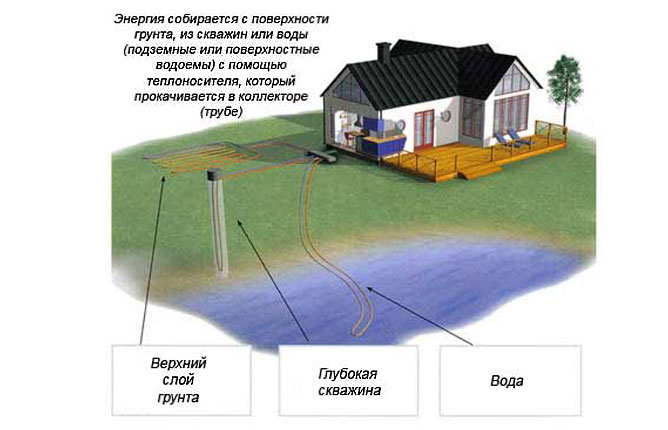 Энергия собирается с поверхности
грунта, из скважин или воды
(подземные или поверхностные
водоемы) с помощью
теплоносителя, который
прокачивается в коллекторе
(трубе)
Верхний
слой
грунта
Глубокая
скважина
Вода